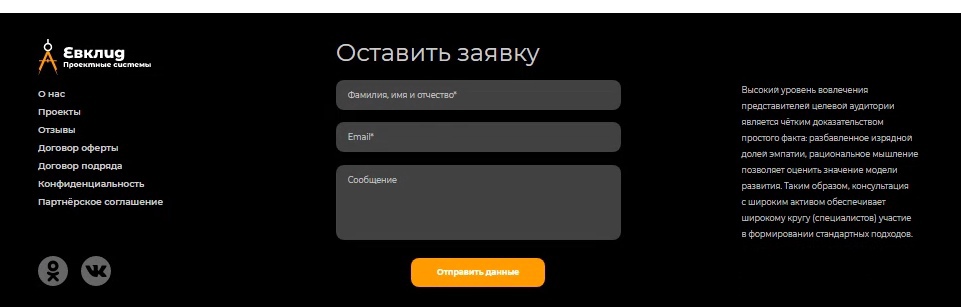 Евклид
Проектные системы
О нас
Проекты
Отзывы
Договор оферты
Договор подряда
Конфиденциальность
Партнёрское соглашение
Оставить заявку
Фамилия, имя и отчество*
Email*
Сообщение
Отправить данные
Высокий уровень вовлечения
представителей целевой аудитории
является чётким доказательством
простого факта: разбавленное изрядной
долей эмпатии, рациональное мышление
позволяет оценить значение модели
развития. Таким образом, консультация
с широким активом обеспечивает
широкому кругу (специалистов) участие
в формировании стандартных подходов.